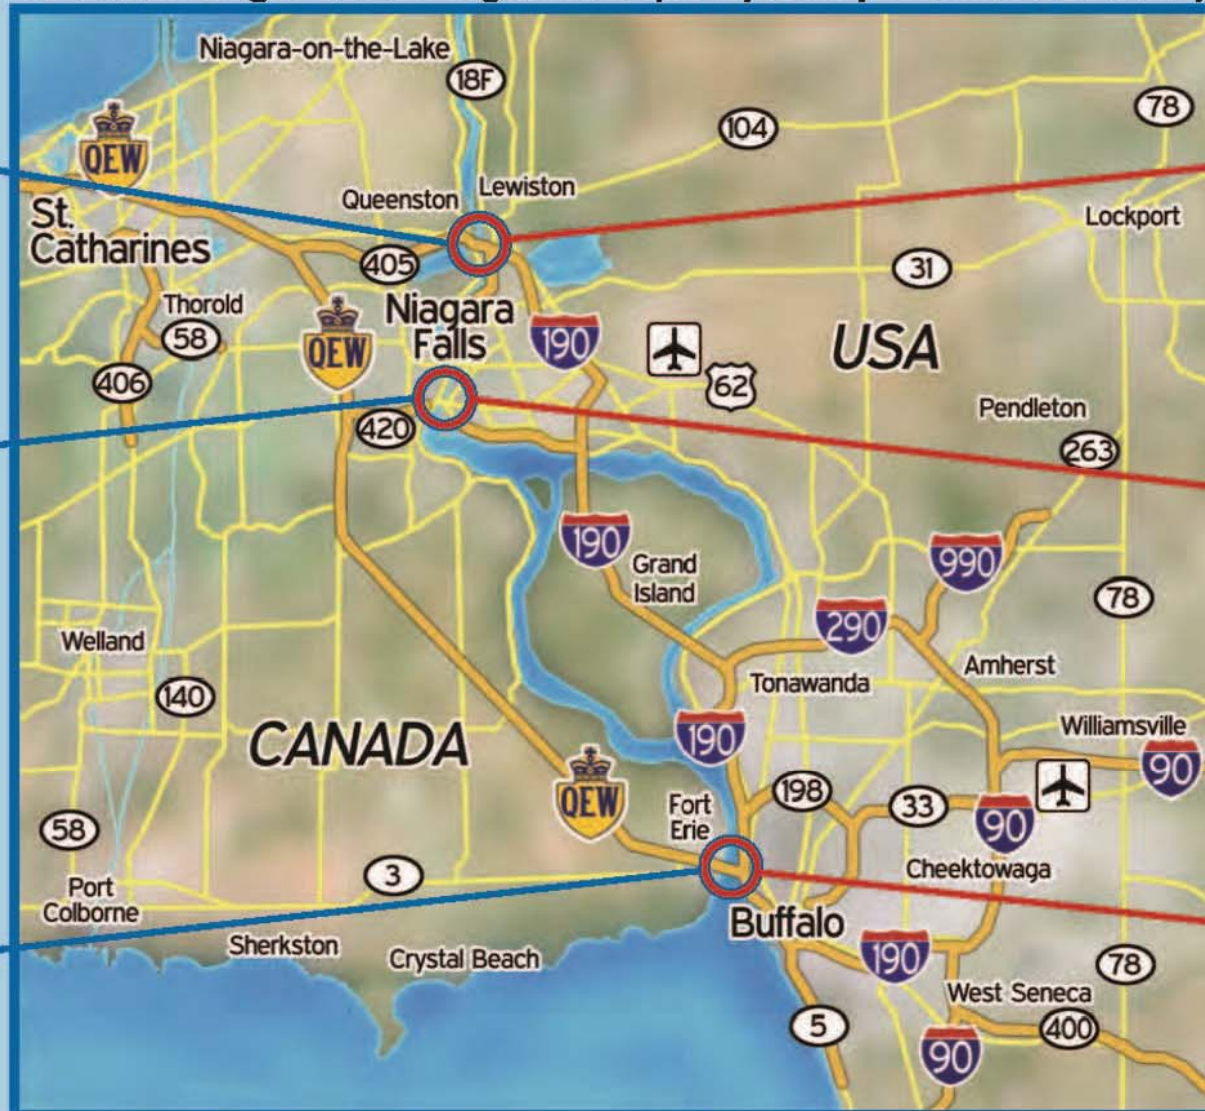 Niagara-on-the-Lake
18F
78
104
QEW
Queenston
Lewiston
St.
Catharines
Lockport
405
31
Thorold
58
Niagara
Falls
QEW
190
USA
62
406
Pendleton
420
263
190
Grand
Island
990
78
290
Welland
Amherst
140
Tonawanda
CANADA
190
Williamsville
90
QEW
198
33
Fort
Erie
90
58
3
Cheektowaga
Port
Colborne
Buffalo
Sherkston
Crystal Beach
190
78
West Seneca
5
400
90